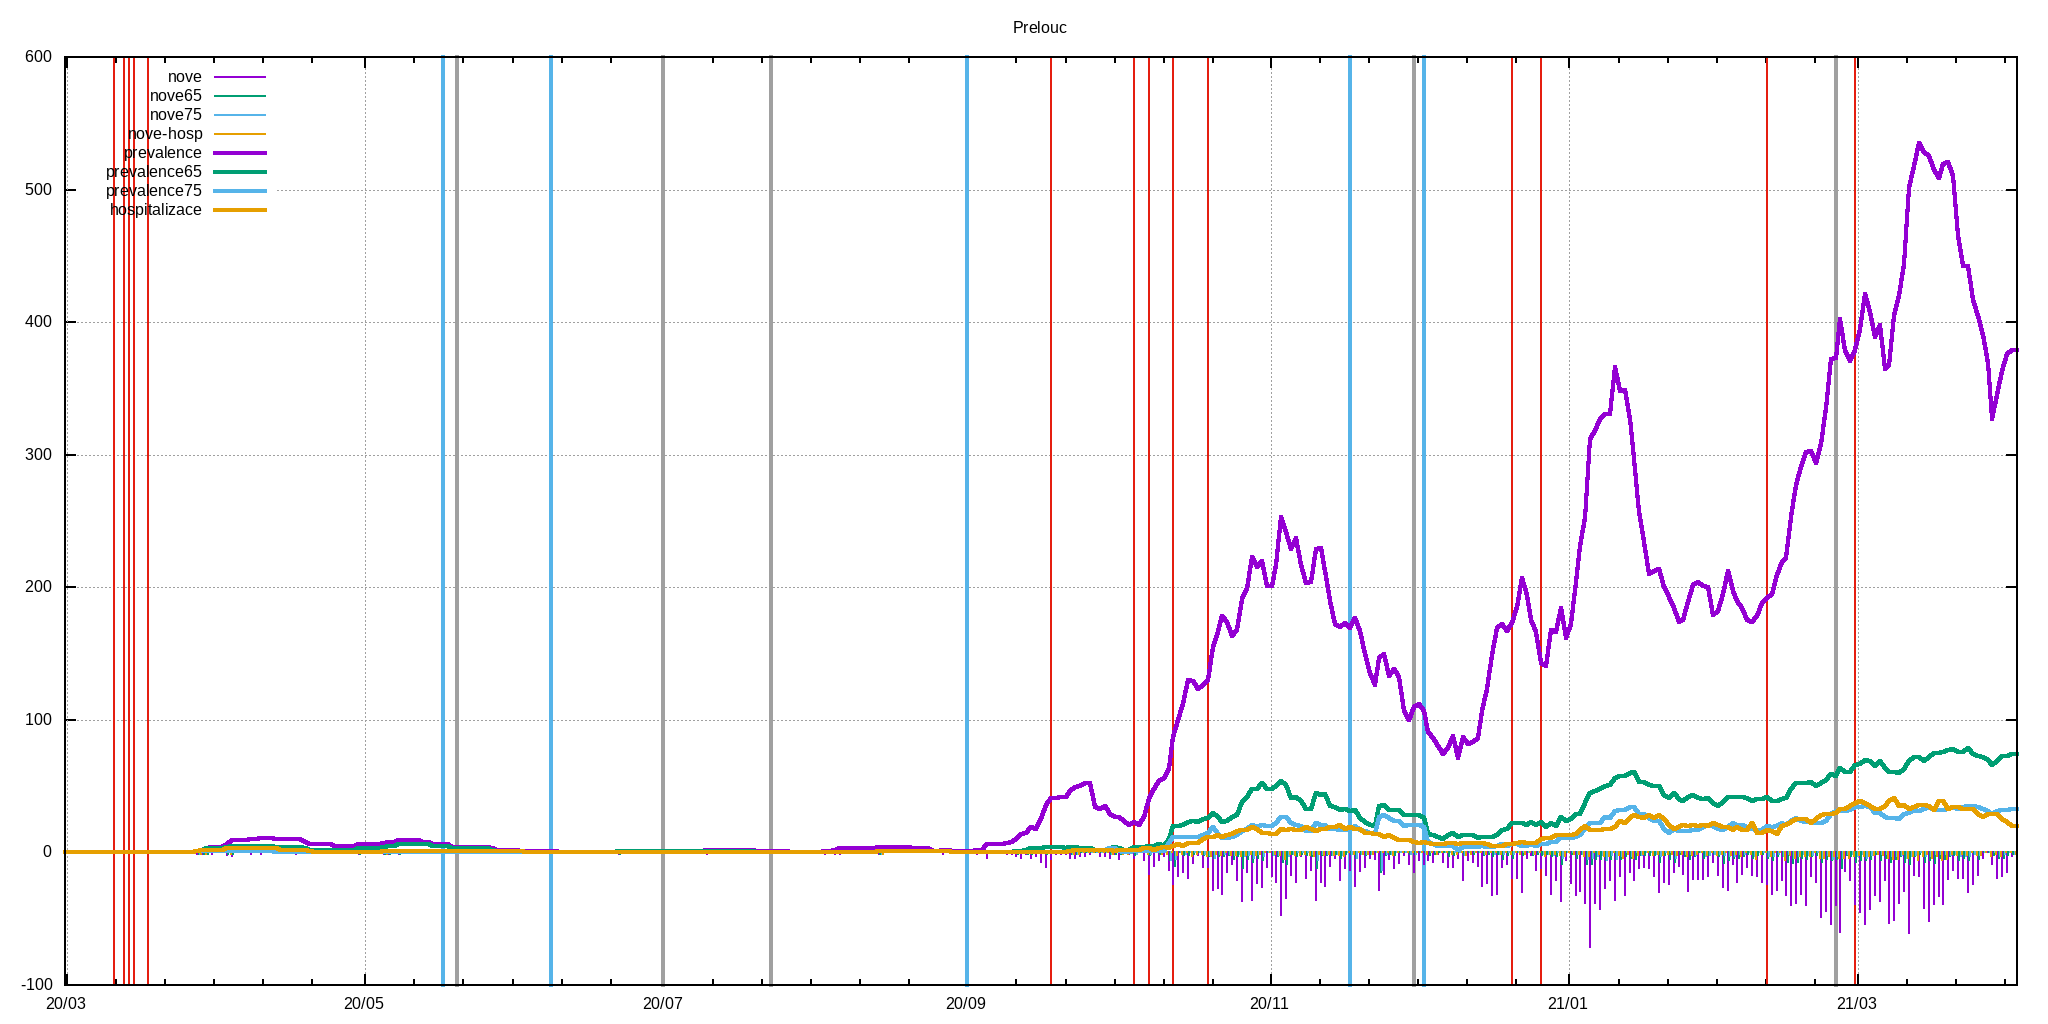 Prelouc
600
500
400
300
200
100
0
-100
nove
nove65
nove75
nove-hosp
prevalence
prevalence65
prevalence75
hospitalizace
20/03 20/05 20/07 20/09 20/11 21/01 21/03